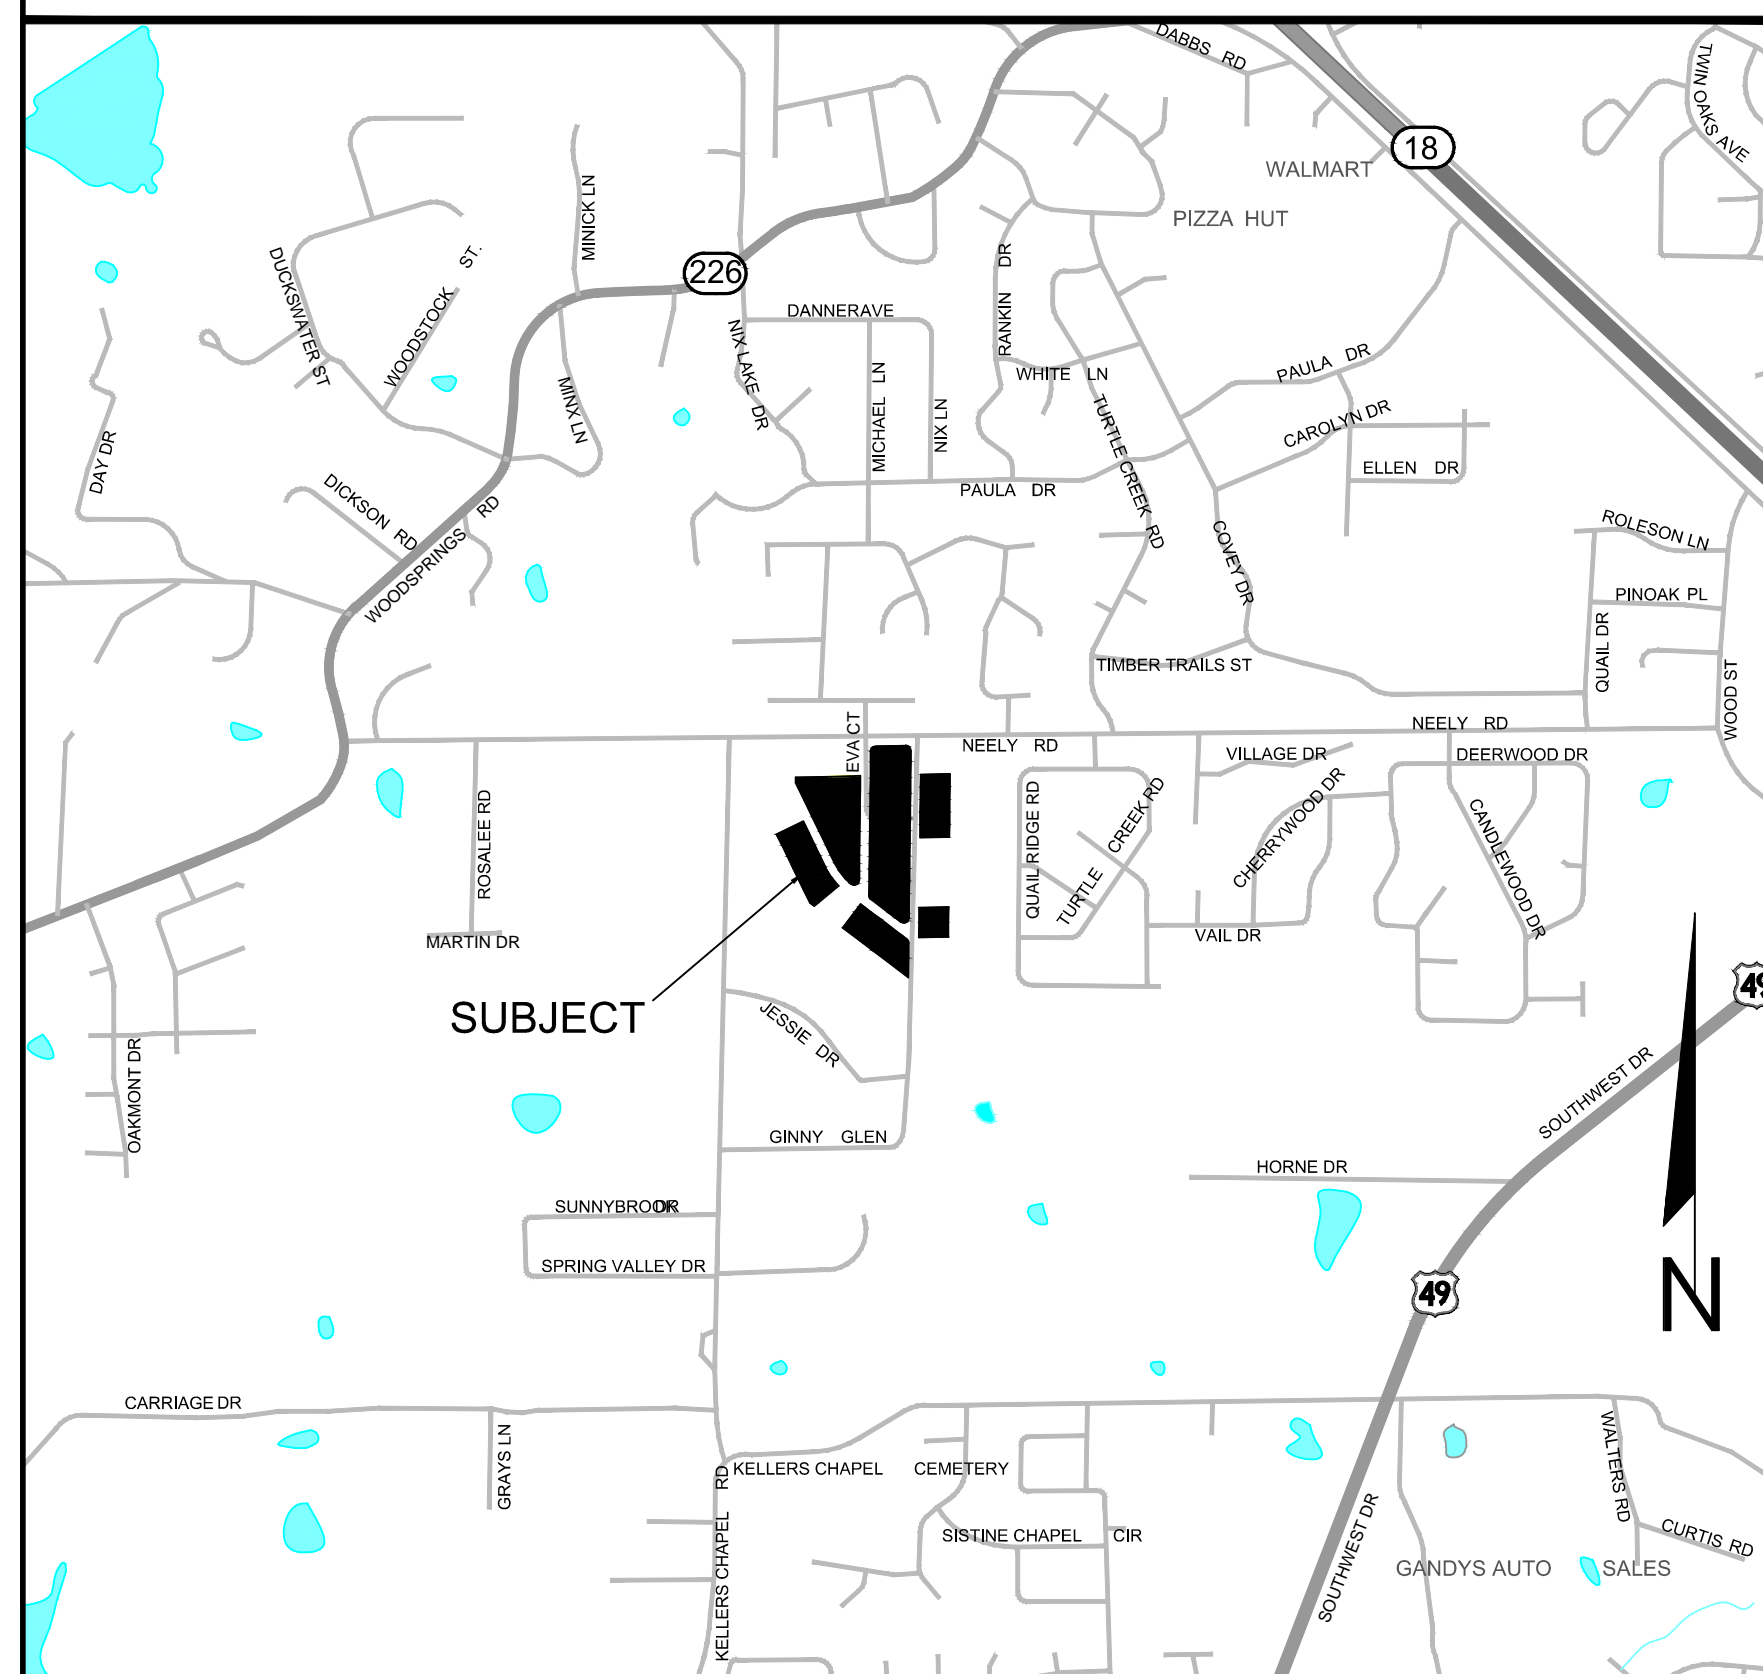 DABBS RD
TWIN OAKS AVE
18
WALMART
PIZZA HUT
MINICK LN
DUCKSWATER ST
WOODSTOCK ST.
226
DANNERAVE
RANKIN DR
NIX LAKE DR
MICHAEL LN
NIX LN
WHITE LN
PAULA DR
MINX LN
TURTLE CREEK RD
CAROLYN DR
ELLEN DR
DAY DR
DICKSON RD
WOODSPRINGS RD
PAULA DR
COVEY DR
ROLESON LN
PINOAK PL
QUAIL DR
WOOD ST
TIMBER TRAILS ST
EVA CT
NEELY RD
NEELY RD
VILLAGE DR
DEERWOOD DR
ROSALEE RD
QUAIL RIDGE RD
TURTLE CREEK RD
CHERRYWOOD DR
CANDLEWOOD DR
MARTIN DR
VAIL DR
SUBJECT
49
JESSIE DR
OAKMONT DR
SOUTHWEST DR
GINNY GLEN
HORNE DR
SUNNYBROOK DR
SPRING VALLEY DR
49
N
CARRIAGE DR
GRAYS LN
KELLERS CHAPEL CEMETERY
WALTERS RD
KELLERS CHAPEL RD
SISTINE CHAPEL CIR
SOUTHWEST DR
CURTIS RD
GANDYS AUTO SALES